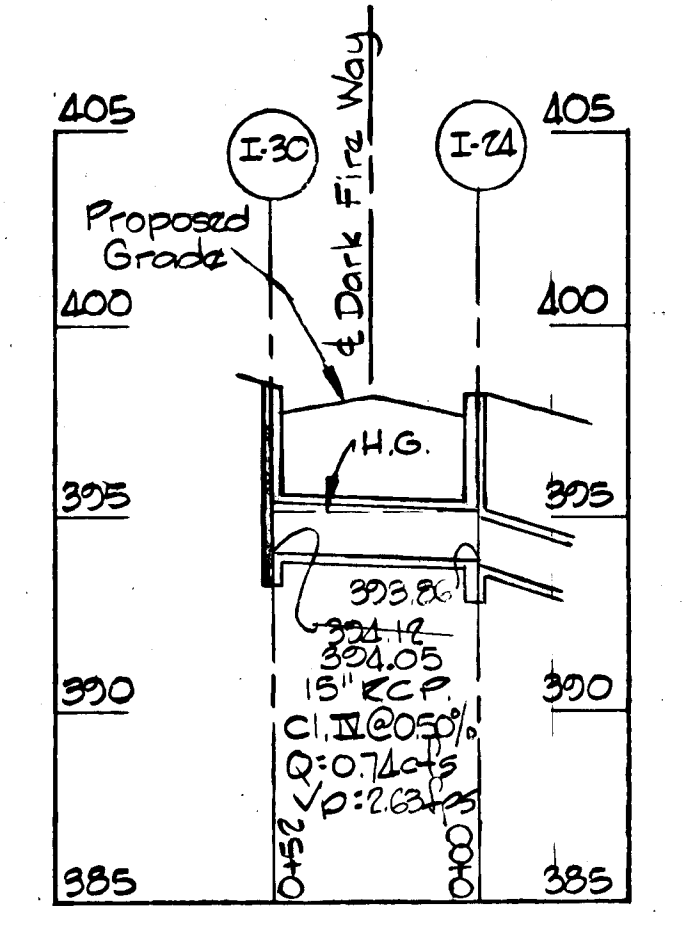 405
405
I-30
I-24
℄ Dark Fire Way
Proposed
Grade
400
400
H.G.
395
395
393.86
394.12
394.05
15" RCP.
Cl. IV @ 0.50%
Q=0.74cfs
Vp=2.63fps
390
390
0+52
0+00
385
385